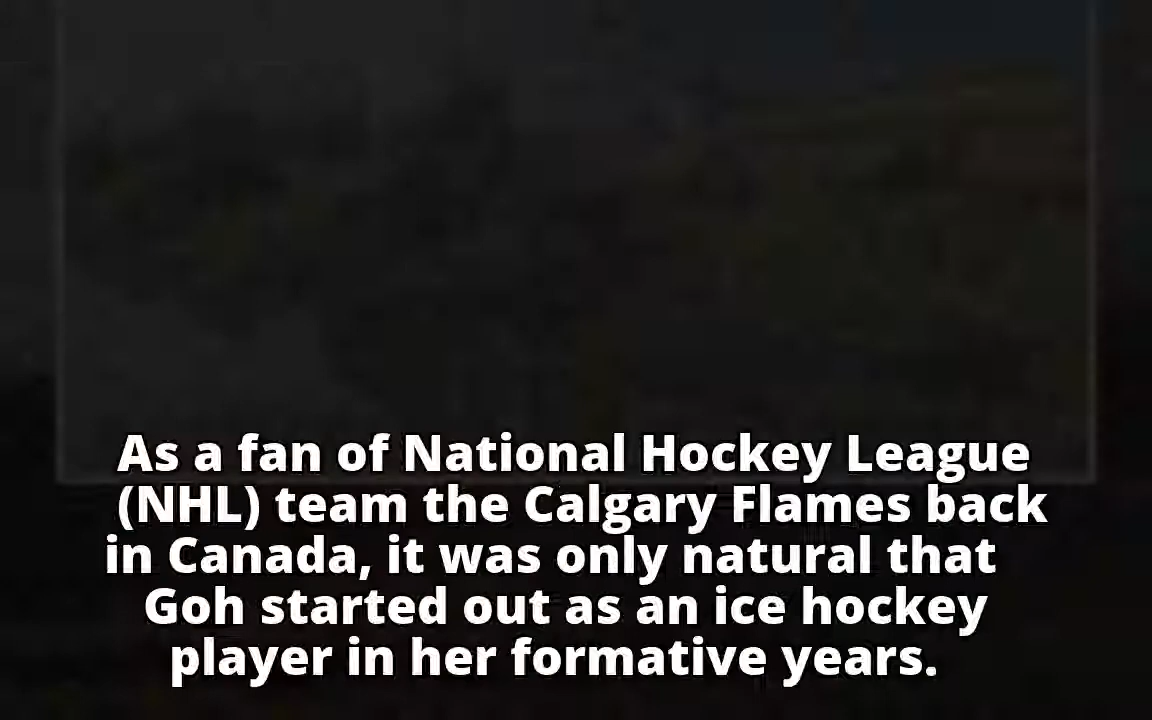 As a fan of National Hockey League
(NHL) team the Calgary Flames back
in Canada, it was only natural that
Goh started out as an ice hockey
player in her formative years.